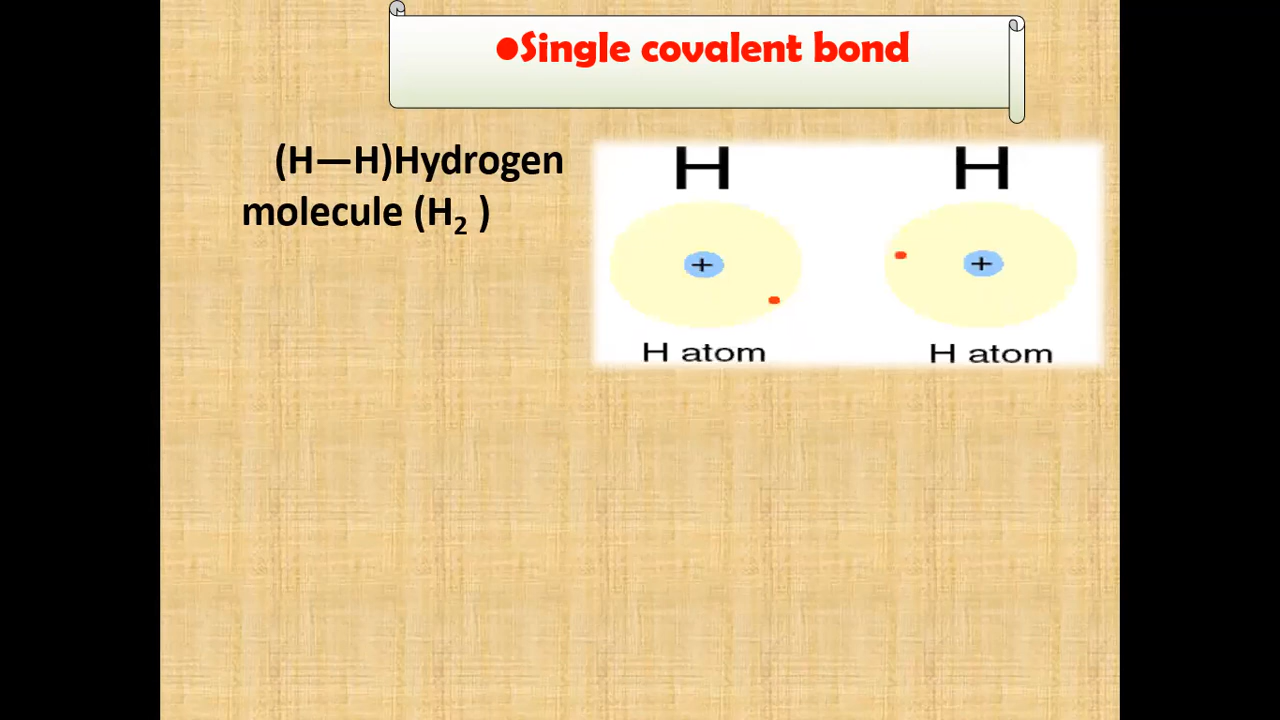 •Single covalent bond
(H—H)Hydrogen
molecule (H₂ )
H H
+ +
H atom H atom